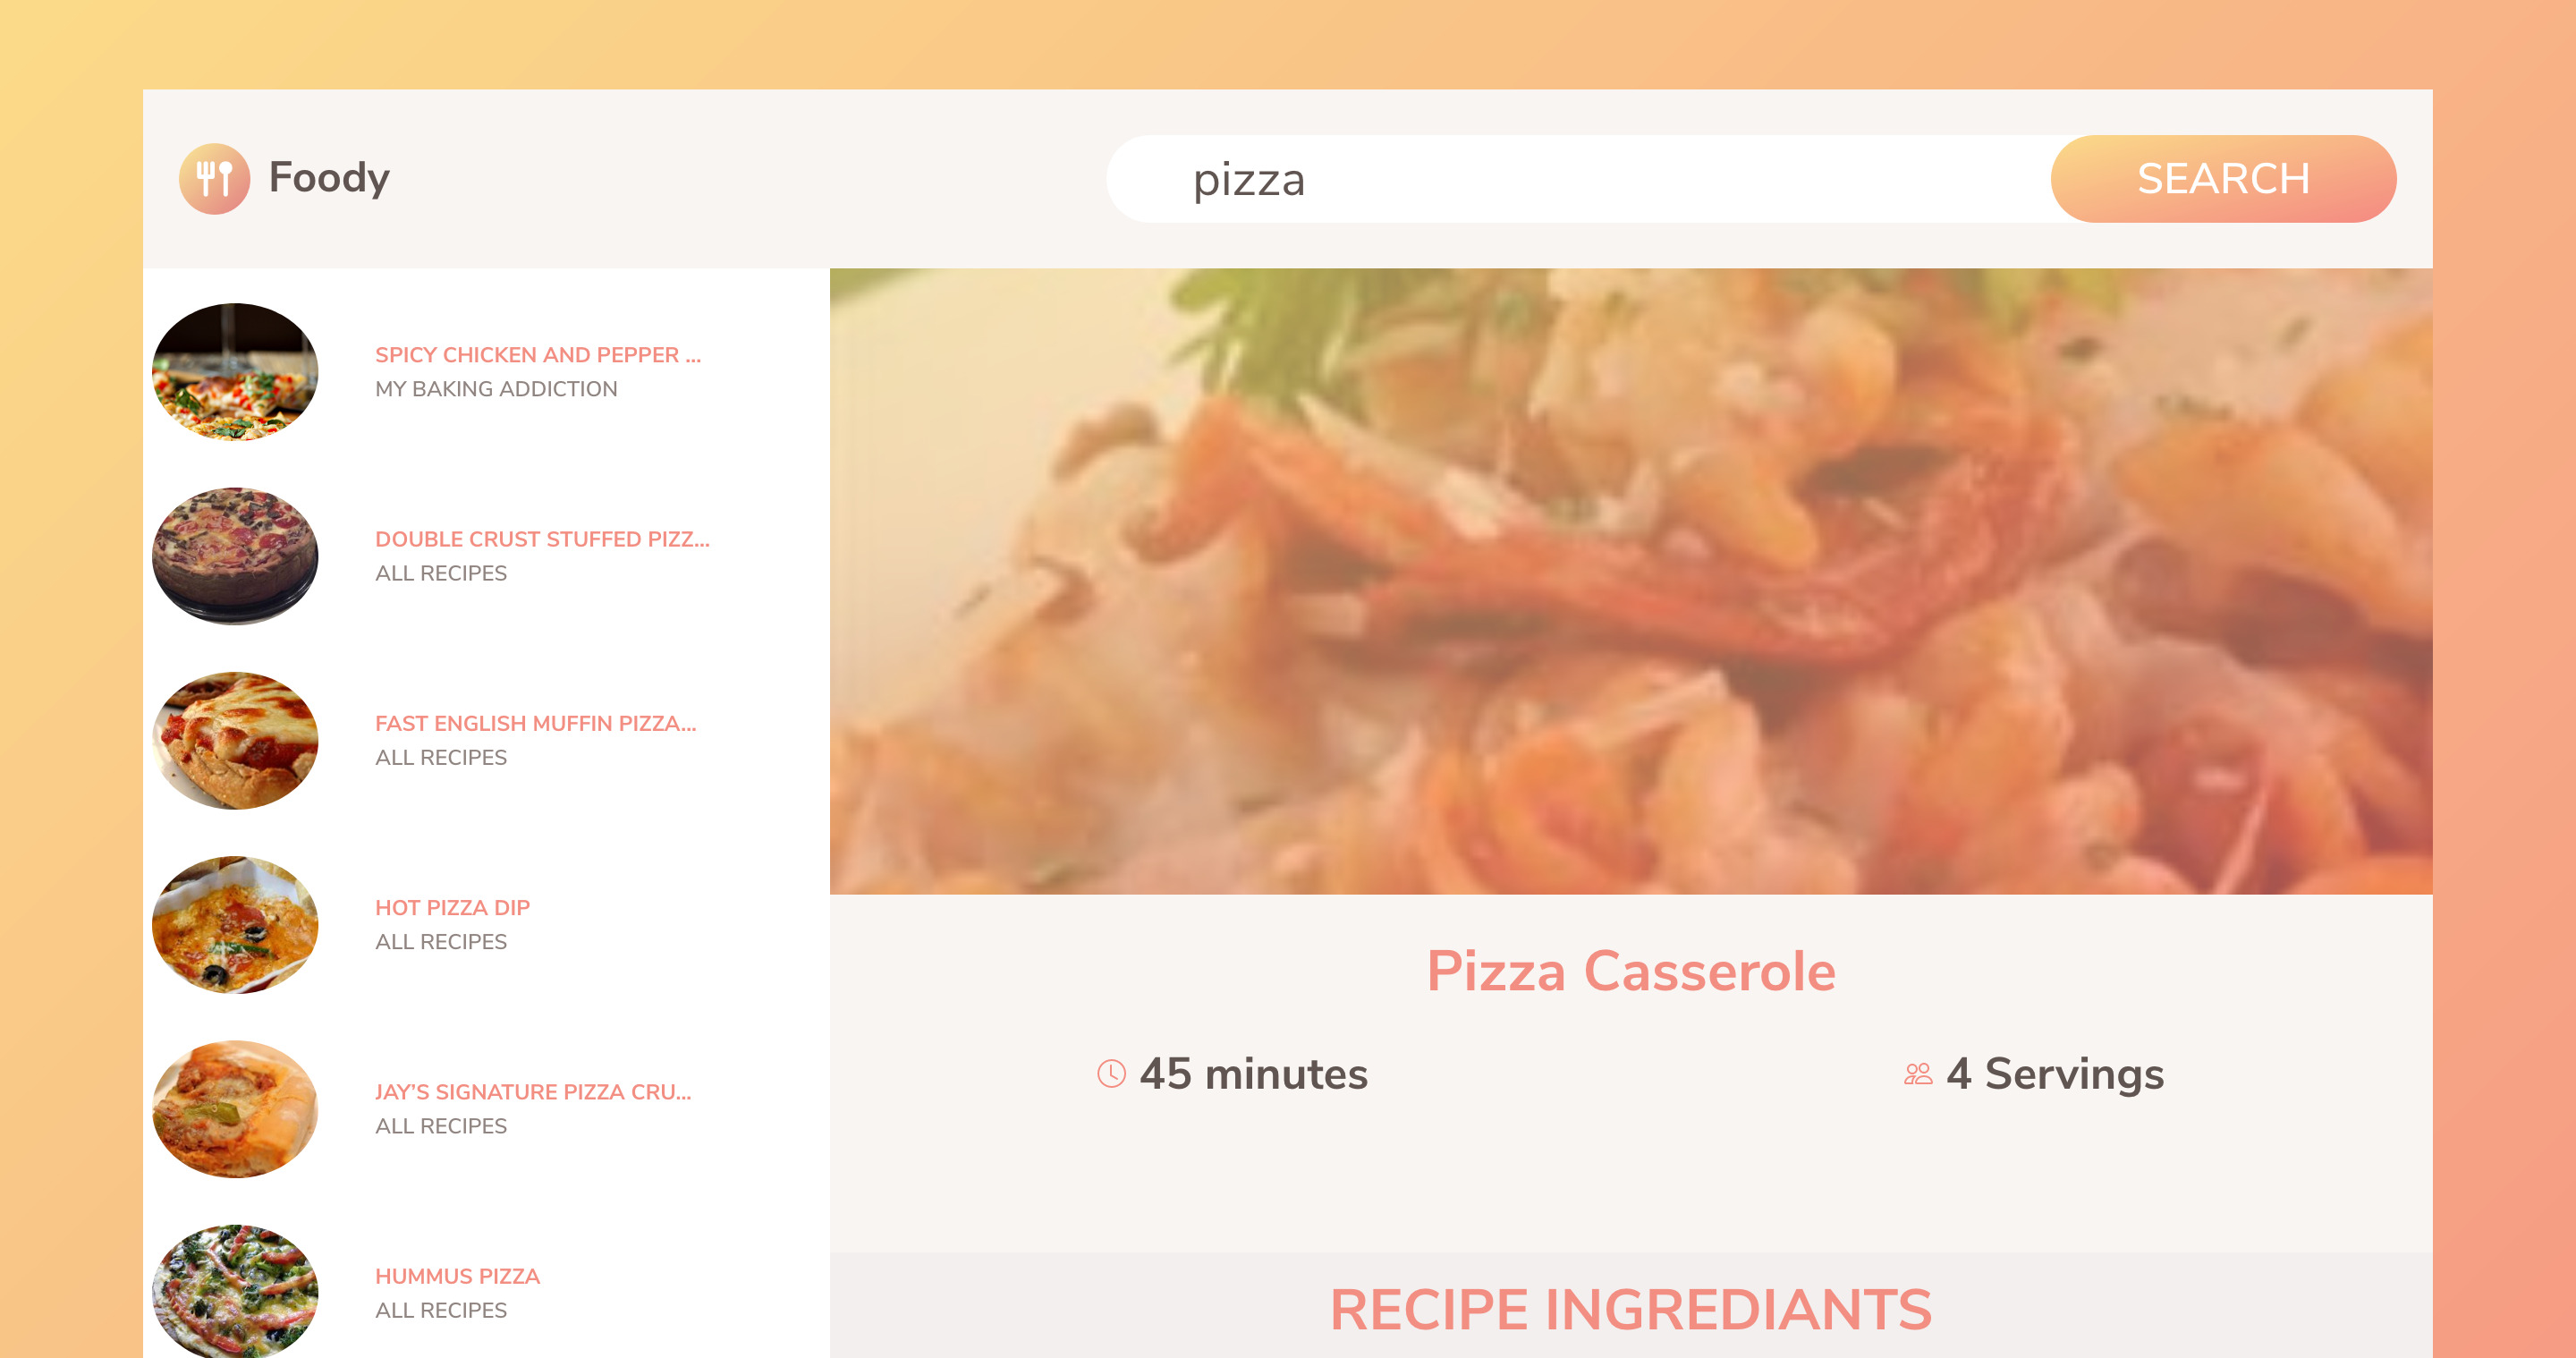 Foody
pizza
SEARCH
SPICY CHICKEN AND PEPPER ...
MY BAKING ADDICTION
DOUBLE CRUST STUFFED PIZZ...
ALL RECIPES
FAST ENGLISH MUFFIN PIZZA...
ALL RECIPES
HOT PIZZA DIP
ALL RECIPES
JAY'S SIGNATURE PIZZA CRU...
ALL RECIPES
HUMMUS PIZZA
ALL RECIPES
Pizza Casserole
45 minutes
4 Servings
RECIPE INGREDIANTS